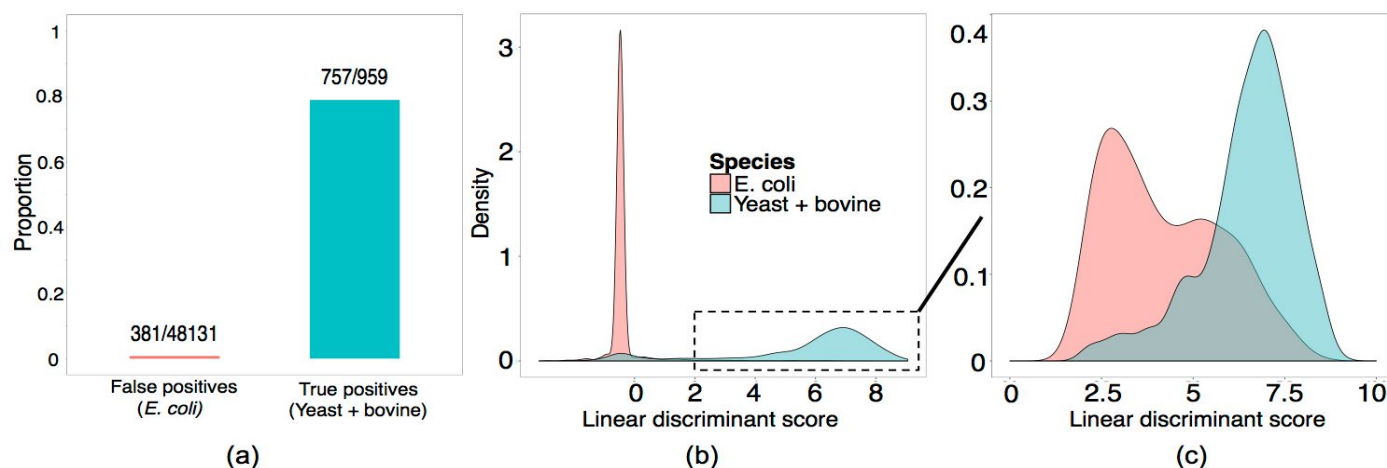 1
0.8
0.6
0.4
0.2
0
Proportion
381/48131
757/959
False positives
(E. coli)
True positives
(Yeast + bovine)
(a)
3
2
1
0
Density
Species
E. coli
Yeast + bovine
0 2 4 6 8
Linear discriminant score
(b)
0.4
0.3
0.2
0.1
0
0 2.5 5 7.5 10
Linear discriminant score
(c)